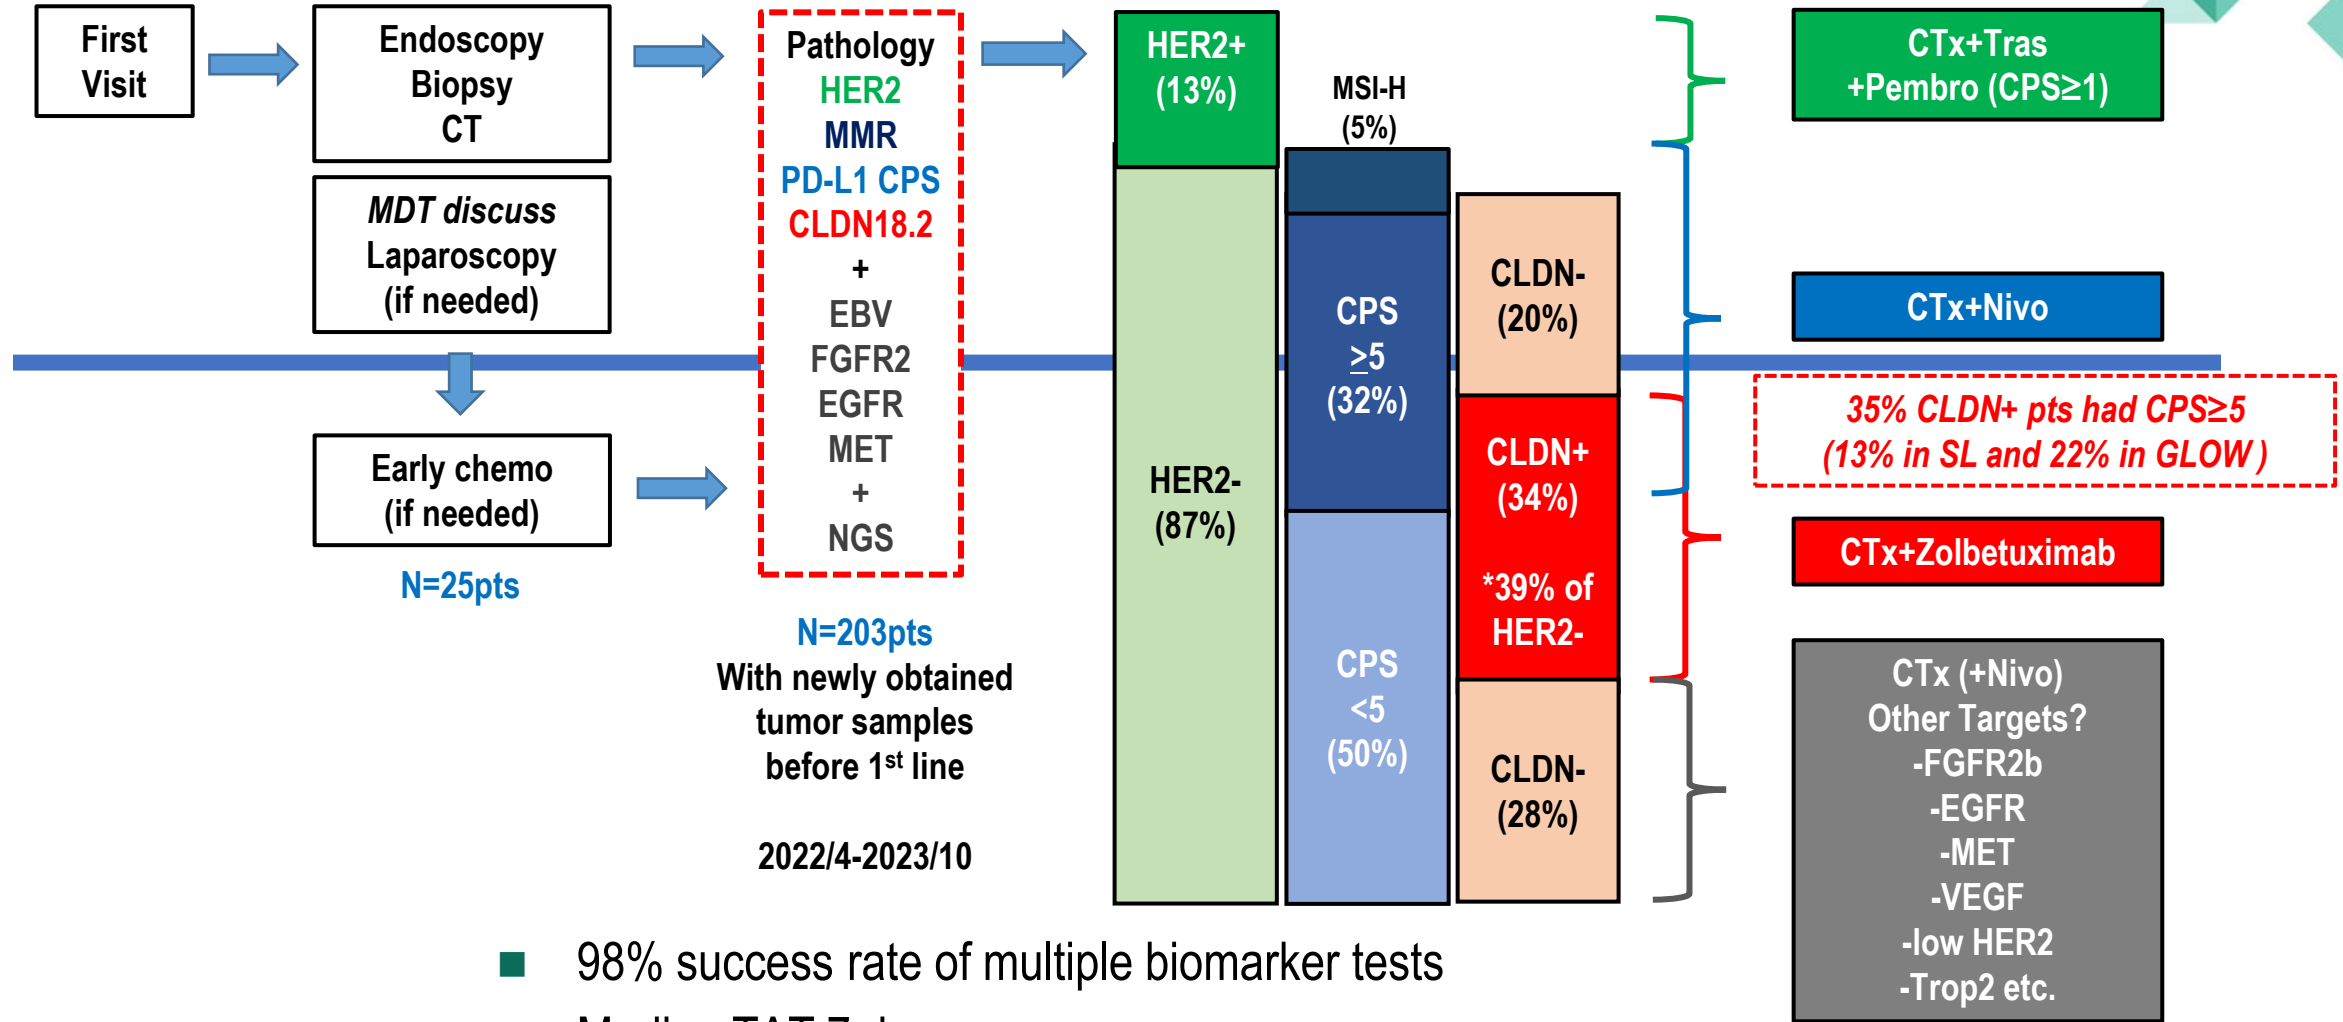 First
Visit
Endoscopy
Biopsy
CT
MDT discuss
Laparoscopy
(if needed)
Early chemo
(if needed)
N=25pts
Pathology
HER2
MMR
PD-L1 CPS
CLDN18.2
+
EBV
FGFR2
EGFR
MET
+
NGS
N=203pts
With newly obtained
tumor samples
before 1st line
2022/4-2023/10
HER2+
(13%)
HER2-
(87%)
MSI-H
(5%)
CPS
≥5
(32%)
CPS
<5
(50%)
CLDN-
(20%)
CLDN+
(34%)
*39% of
HER2-
CLDN-
(28%)
CTx+Tras
+Pembro (CPS≥1)
CTx+Nivo
35% CLDN+ pts had CPS≥5
(13% in SL and 22% in GLOW )
CTx+Zolbetuximab
CTx (+Nivo)
Other Targets?
-FGFR2b
-EGFR
-MET
-VEGF
-low HER2
-Trop2 etc.
■ 98% success rate of multiple biomarker tests